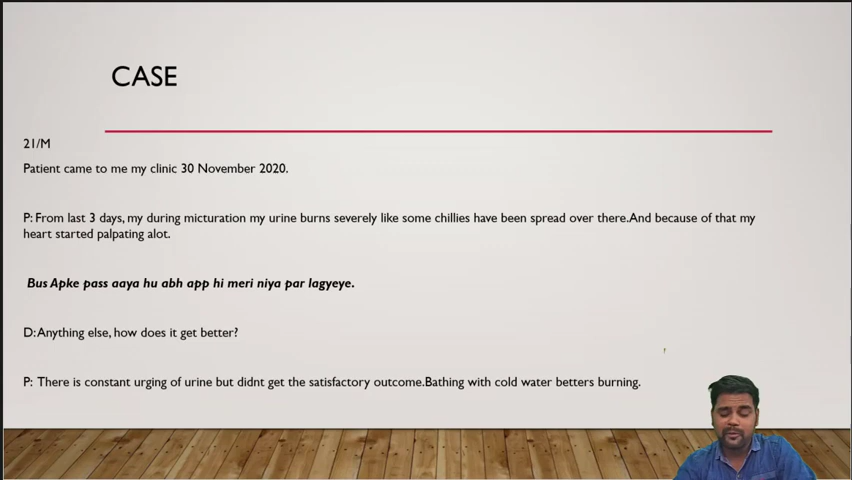 CASE
21/M
Patient came to me my clinic 30 November 2020.
P: From last 3 days, my during micturation my urine burns severely like some chillies have been spread over there.And because of that my
heart started palpating alot.
Bus Apke pass aaya hu abh app hi meri niya par lagyeye.
D:Anything else, how does it get better?
P: There is constant urging of urine but didnt get the satisfactory outcome.Bathing with cold water betters burning.